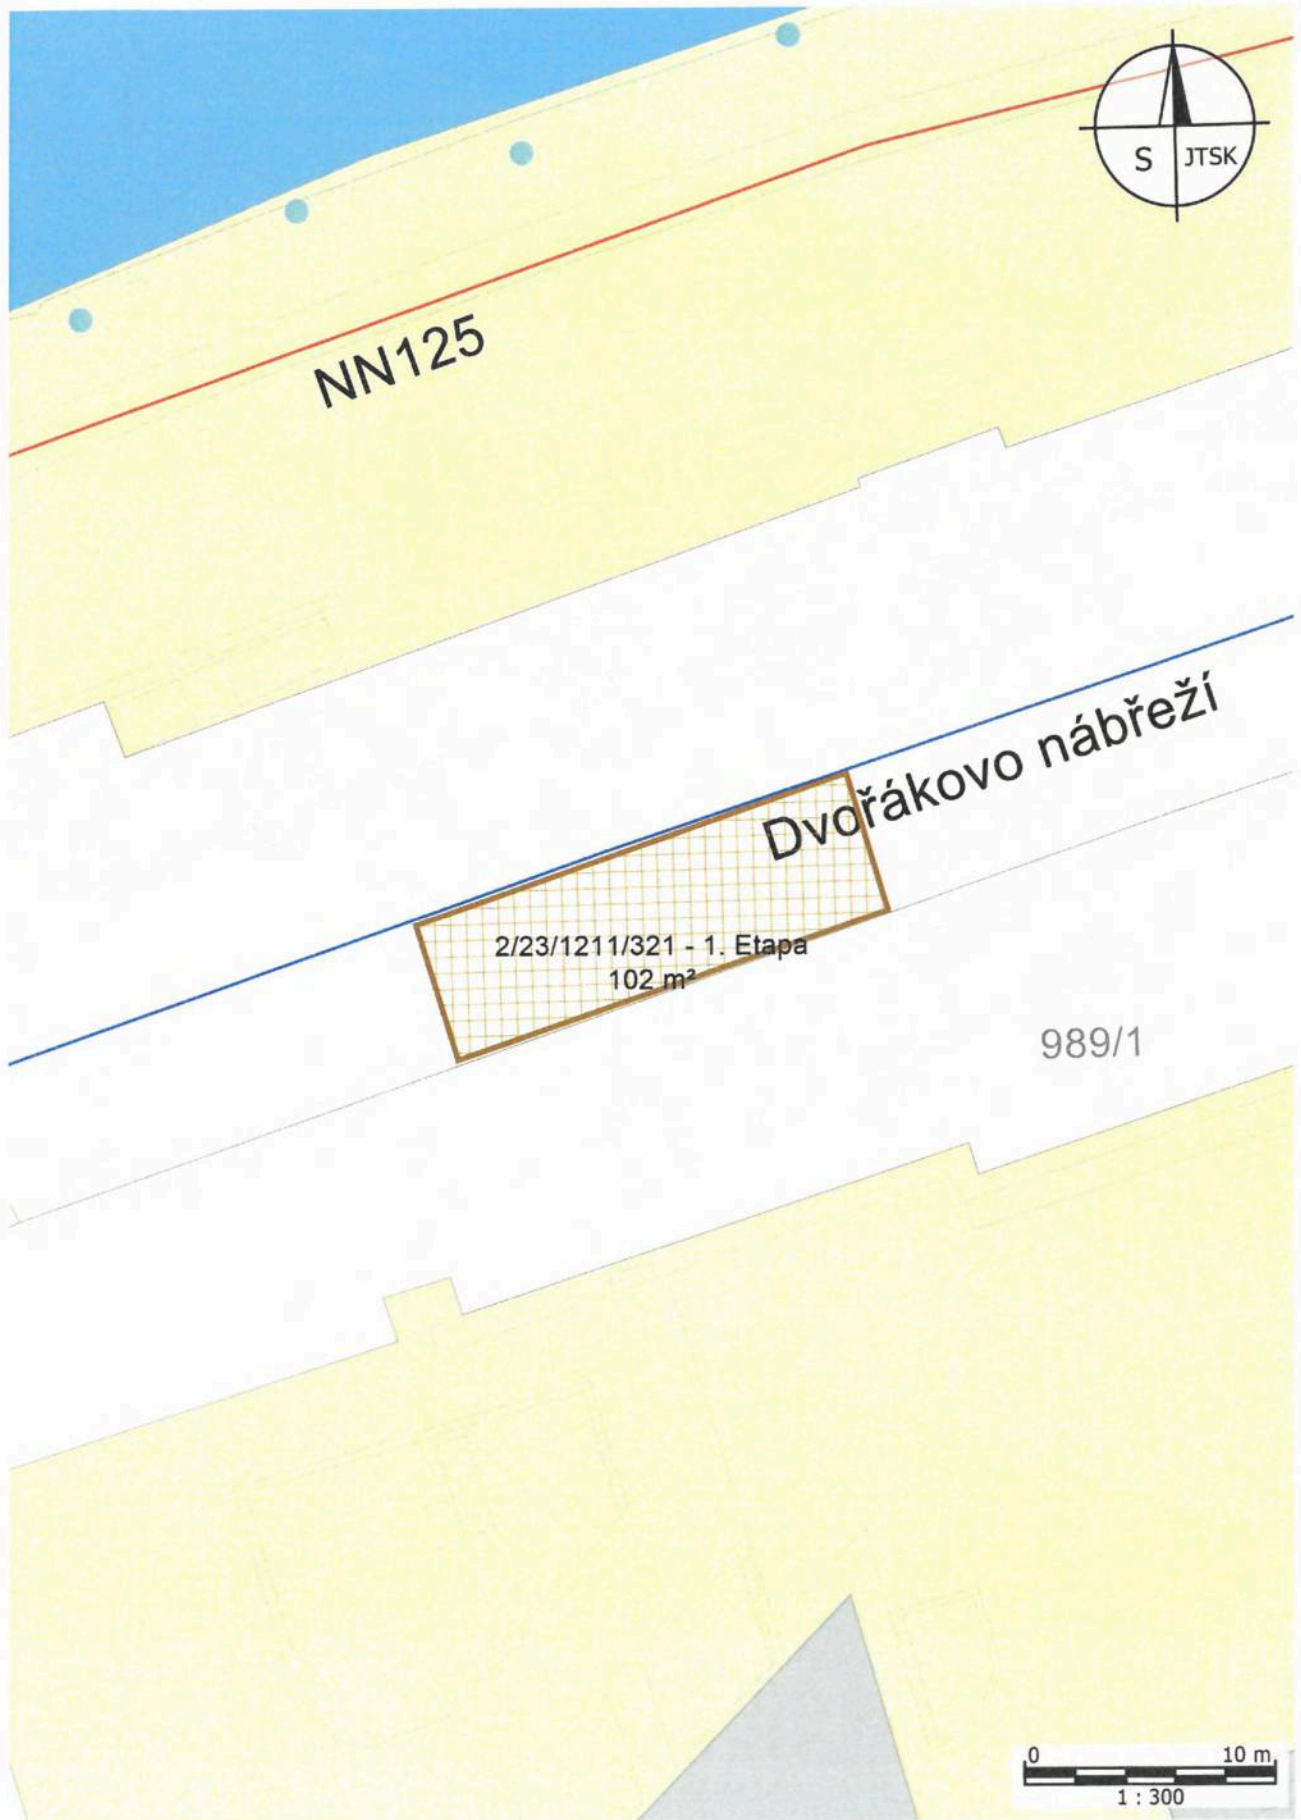 S JTSK
NN125
Dvořákovo nábřeží
2/23/1211/321 - 1. Etapa
102 m²
989/1
0 10 m
1 : 300